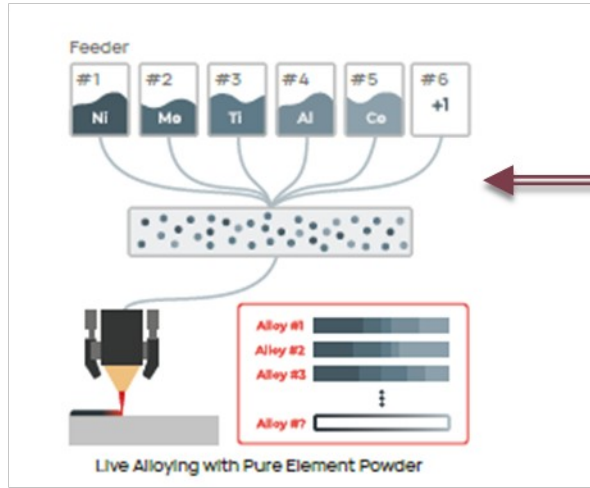 Feeder
#1 #2 #3 #4 #5 #6
+1
Ni Mo Ti Al Co
Alloy #1
Alloy #2
Alloy #3
Alloy #?
Live Alloying with Pure Element Powder